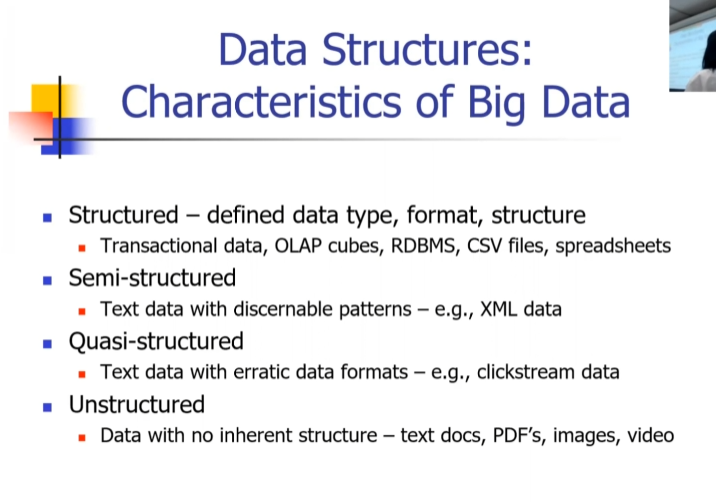 Data Structures:
Characteristics of Big Data
Structured – defined data type, format, structure
Transactional data, OLAP cubes, RDBMS, CSV files, spreadsheets
Semi-structured
Text data with discernable patterns – e.g., XML data
Quasi-structured
Text data with erratic data formats – e.g., clickstream data
Unstructured
Data with no inherent structure – text docs, PDF’s, images, video